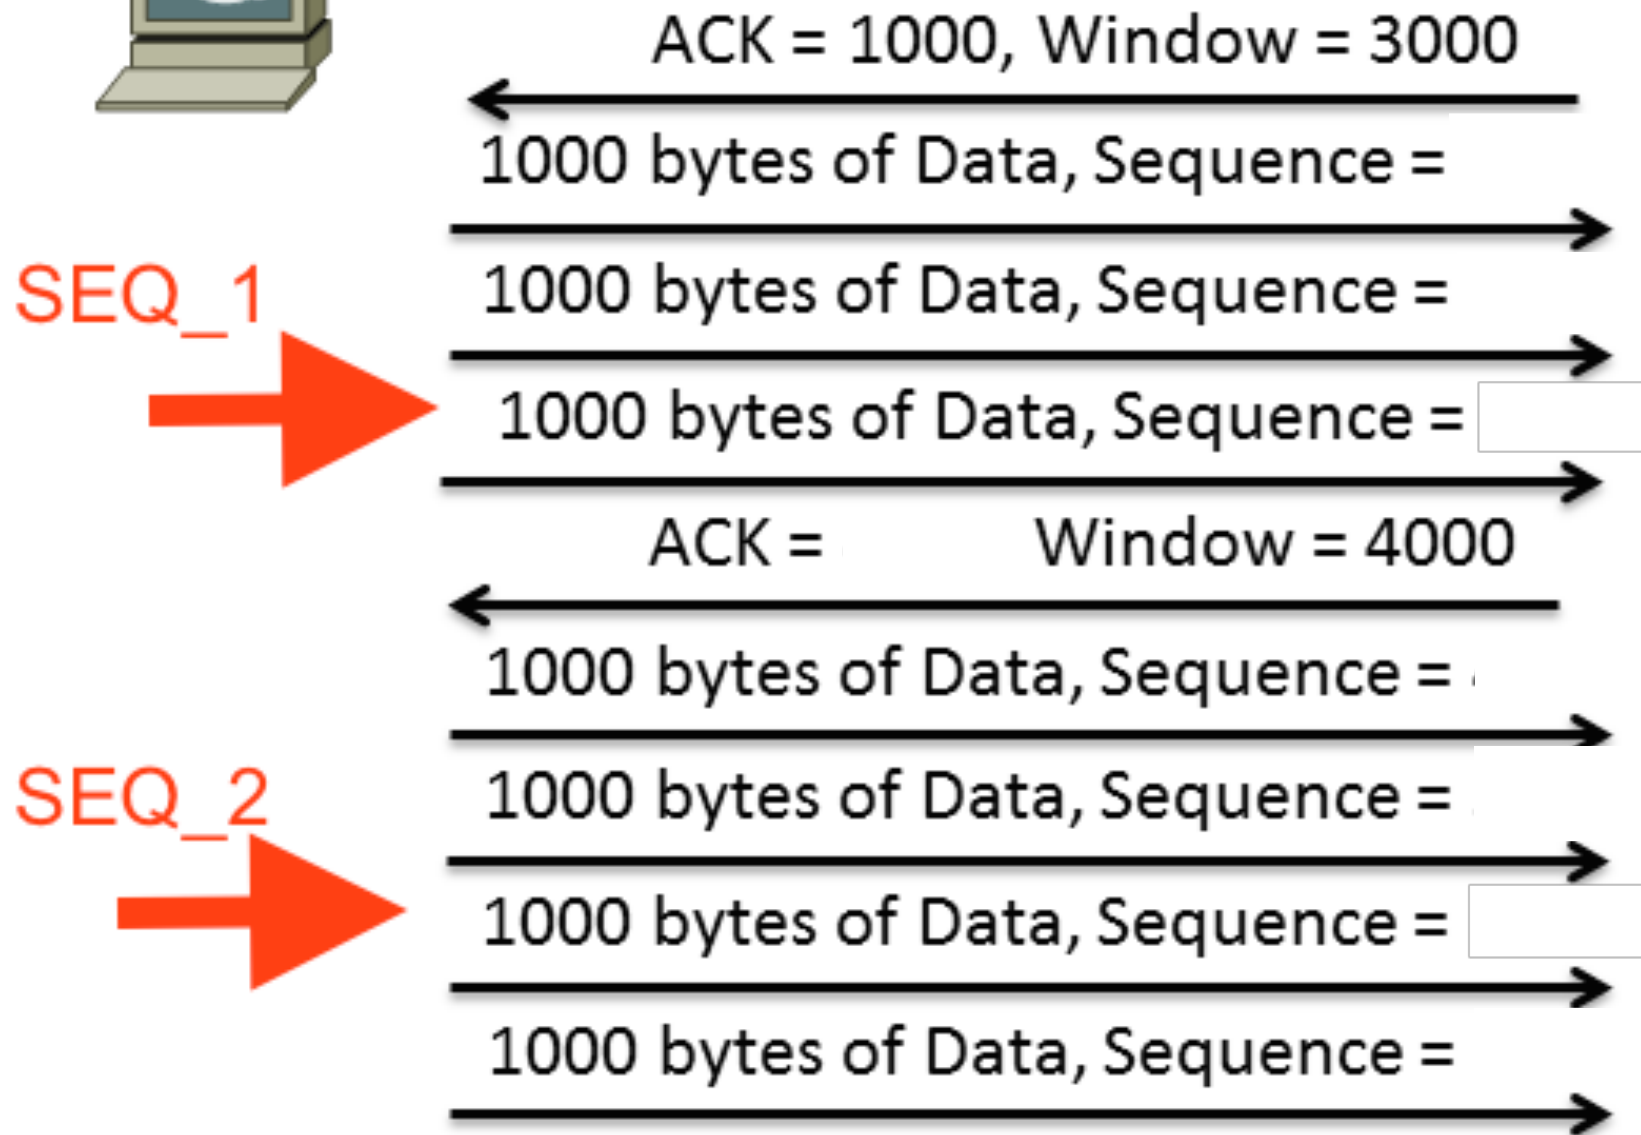 ACK = 1000, Window = 3000
1000 bytes of Data, Sequence =
SEQ_1
1000 bytes of Data, Sequence =
1000 bytes of Data, Sequence =
ACK = Window = 4000
1000 bytes of Data, Sequence =
SEQ_2
1000 bytes of Data, Sequence =
1000 bytes of Data, Sequence =
1000 bytes of Data, Sequence =